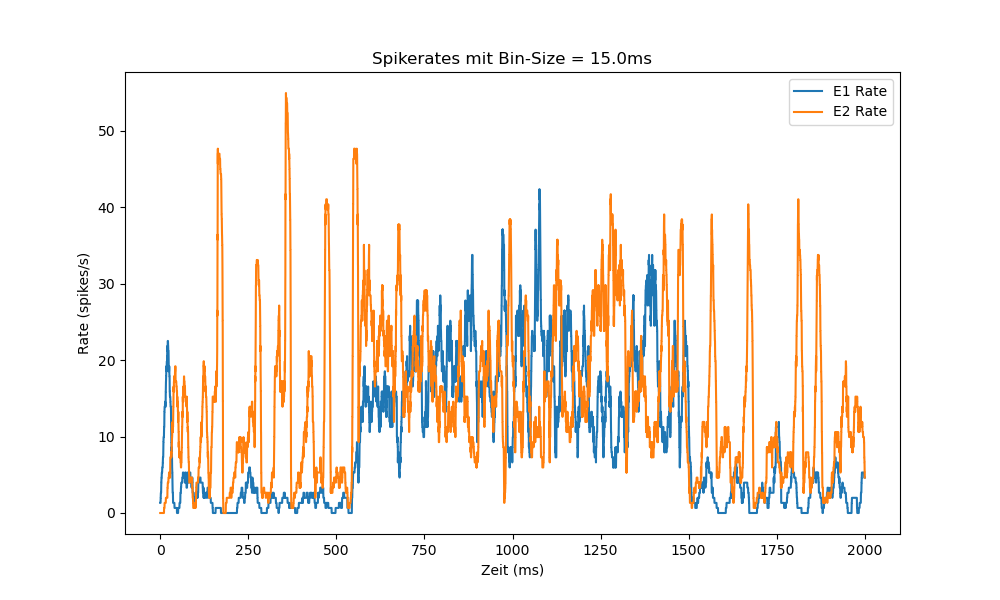 Spikerates mit Bin-Size = 15.0ms
E1 Rate
E2 Rate
Rate (spikes/s)
50
40
30
20
10
0
0 250 500 750 1000 1250 1500 1750 2000
Zeit (ms)